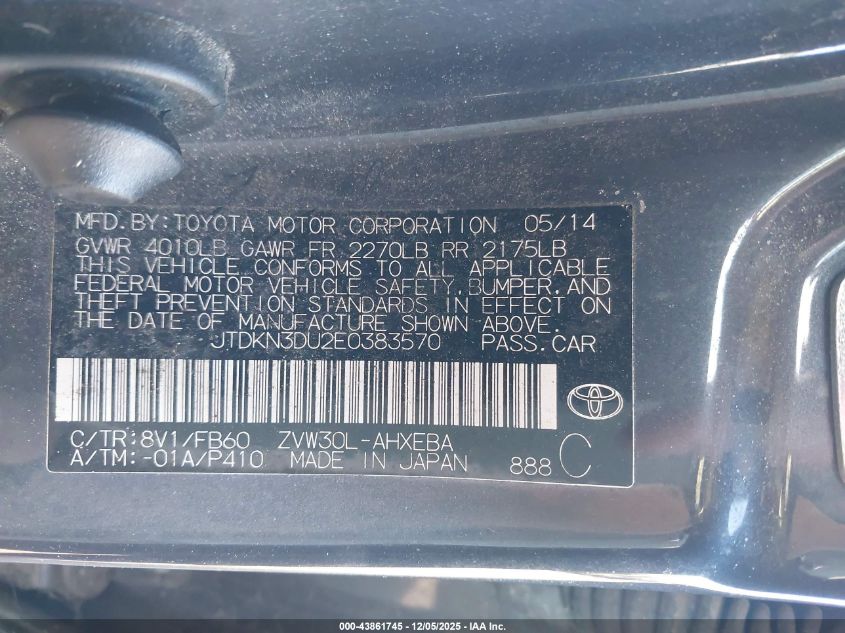 MFD.BY:TOYOTA MOTOR CORPORATION 05/14
GVWR 4010LB GAWR FR 2270LB RR 2175LB
THIS VEHICLE CONFORMS TO ALL APPLICABLE
FEDERAL MOTOR VEHICLE SAFETY,BUMPER,AND
THEFT PREVENTION STANDARDS IN EFFECT ON
THE DATE OF MANUFACTURE SHOWN ABOVE.
JTDKN3DU2E0383570 PASS.CAR
C/TR:8V1/FB60 ZVW30L-AHXEBA
A/TM:-01A/P410 MADE IN JAPAN 888 C
000-43861745 - 12/05/2025 - IAA Inc.